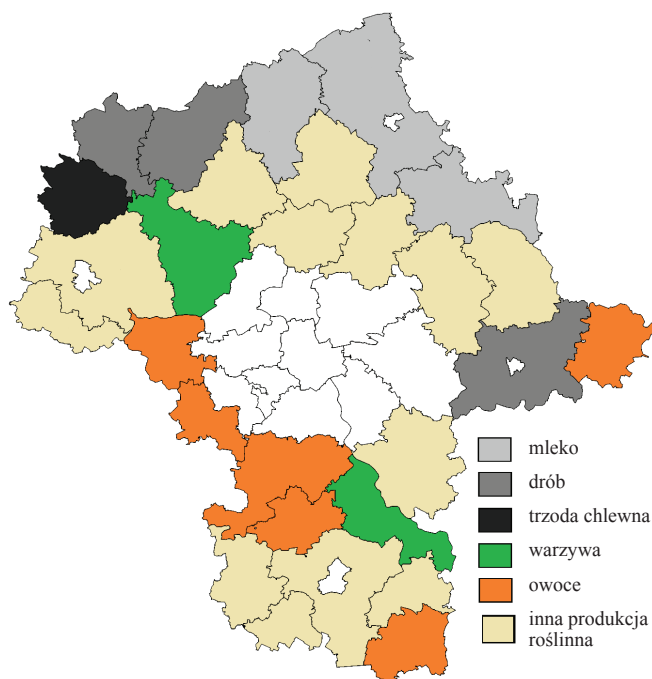 mleko
drób
trzoda chlewna
warzywa
owoce
inna produkcja
roślinna